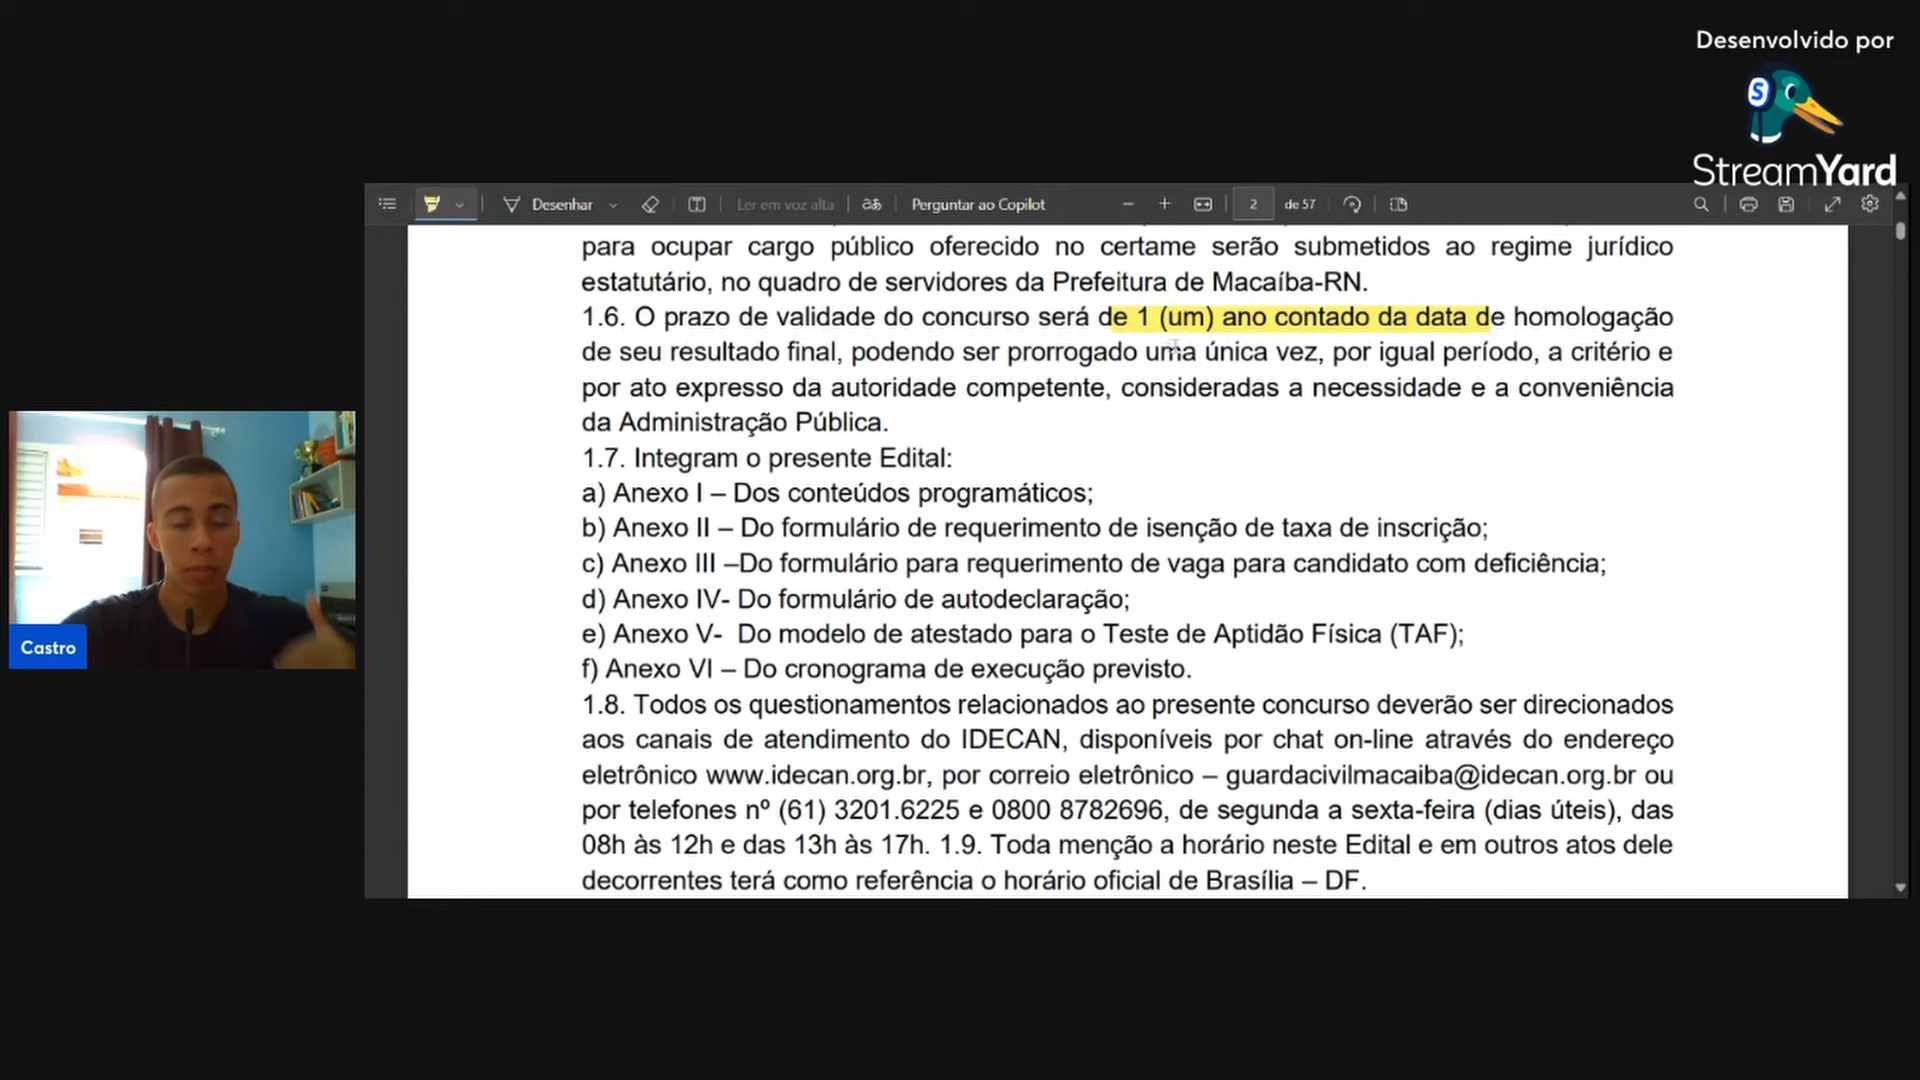 Desenvolvido por
StreamYard
Desenhar
Ler em voz alta
Perguntar ao Copilot
2
de 57
para ocupar cargo público oferecido no certame serão submetidos ao regime jurídico
estatutário, no quadro de servidores da Prefeitura de Macaíba-RN.
1.6. O prazo de validade do concurso será de 1 (um) ano contado da data de homologação
de seu resultado final, podendo ser prorrogado uma única vez, por igual período, a critério e
por ato expresso da autoridade competente, consideradas a necessidade e a conveniência
da Administração Pública.
1.7. Integram o presente Edital:
a) Anexo I – Dos conteúdos programáticos;
b) Anexo II – Do formulário de requerimento de isenção de taxa de inscrição;
c) Anexo III –Do formulário para requerimento de vaga para candidato com deficiência;
d) Anexo IV- Do formulário de autodeclaração;
e) Anexo V- Do modelo de atestado para o Teste de Aptidão Física (TAF);
f) Anexo VI – Do cronograma de execução previsto.
1.8. Todos os questionamentos relacionados ao presente concurso deverão ser direcionados
aos canais de atendimento do IDECAN, disponíveis por chat on-line através do endereço
eletrônico www.idecan.org.br, por correio eletrônico – guardacivilmacaiba@idecan.org.br ou
por telefones nº (61) 3201.6225 e 0800 8782696, de segunda a sexta-feira (dias úteis), das
08h às 12h e das 13h às 17h. 1.9. Toda menção a horário neste Edital e em outros atos dele
decorrentes terá como referência o horário oficial de Brasília – DF.
Castro